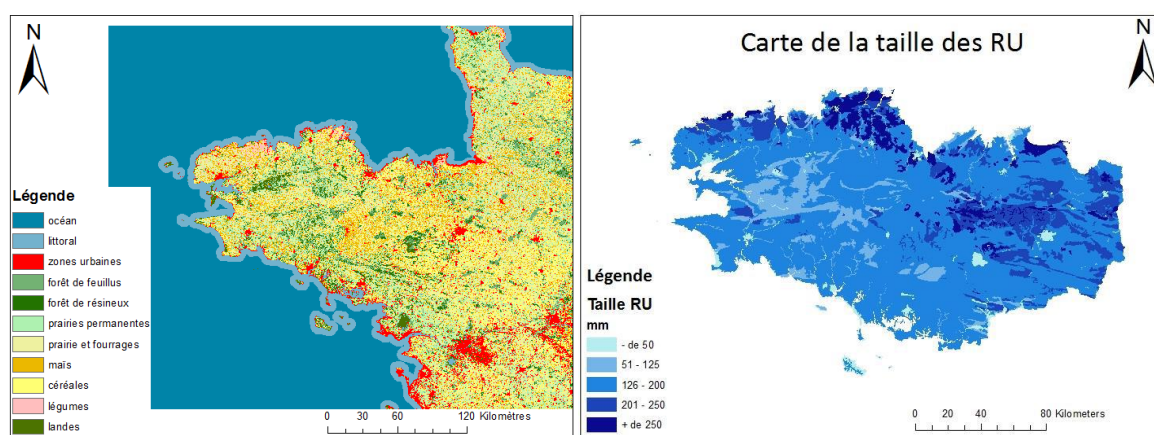 N
Légende
océan
littoral
zones urbaines
forêt de feuillus
forêt de résineux
prairies permanentes
prairie et fourrages
maïs
céréales
légumes
landes
0 30 60 120 Kilomètres
Carte de la taille des RU
N
Légende
Taille RU
mm
- de 50
51 - 125
126 - 200
201 - 250
+ de 250
0 20 40 80 Kilometers